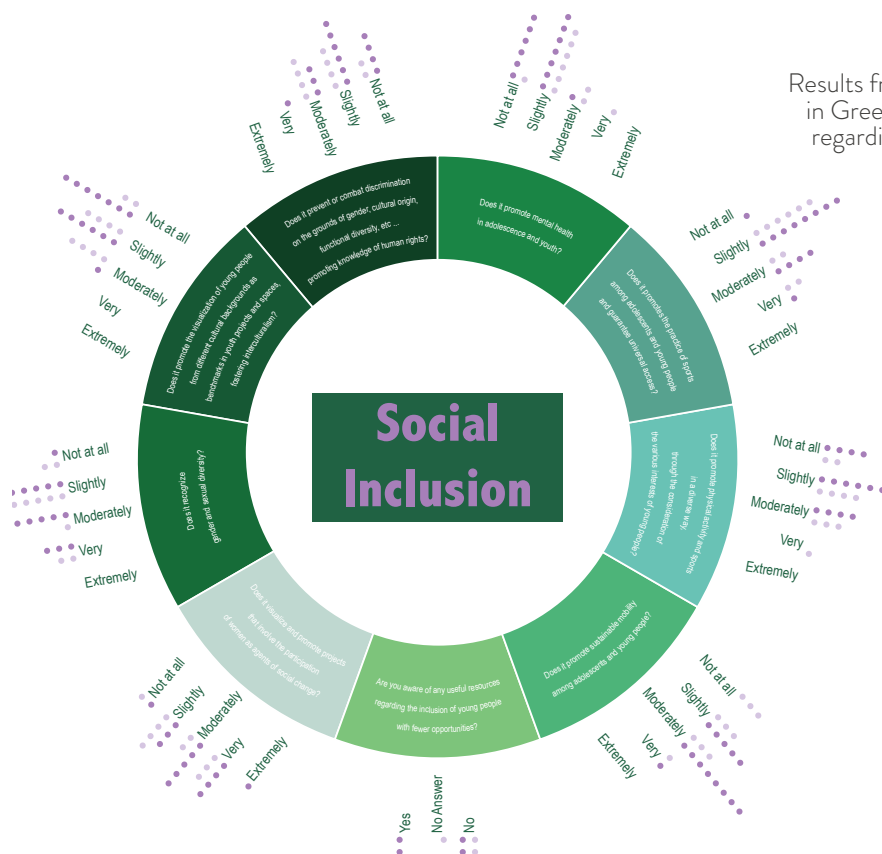 Results fr
in Gree
regardi
Social
Inclusion
Does it promote mental health
in adolescence and youth?
Not at all
Slightly
Moderately
Very
Extremely
Does it promotes the practice of sports
among adolescents and young people
and guarantee universal access?
Not at all
Slightly
Moderately
Very
Extremely
Does it promote physical activity and sports
in a diverse way,
through the consideration of
the various interests of young people?
Not at all
Slightly
Moderately
Very
Extremely
Does it promote sustainable mobility
among adolescents and young people?
Not at all
Slightly
Moderately
Very
Extremely
Are you aware of any useful resources
regarding the inclusion of young people
with fewer opportunities?
Yes
No Answer
No
Does it visualize and promote projects
that involve the participation
of women as agents of social change?
Not at all
Slightly
Moderately
Very
Extremely
Does it recognize
gender and sexual diversity?
Not at all
Slightly
Moderately
Very
Extremely
Does it promote the visualization of young people
from different cultural backgrounds as
benchmarks in youth projects and spaces,
fostering interculturalism?
Not at all
Slightly
Moderately
Very
Extremely
Does it prevent or combat discrimination
on the grounds of gender, cultural origin,
functional diversity, etc ...
promoting knowledge of human rights?
Extremely
Very
Moderately
Slightly
Not at all